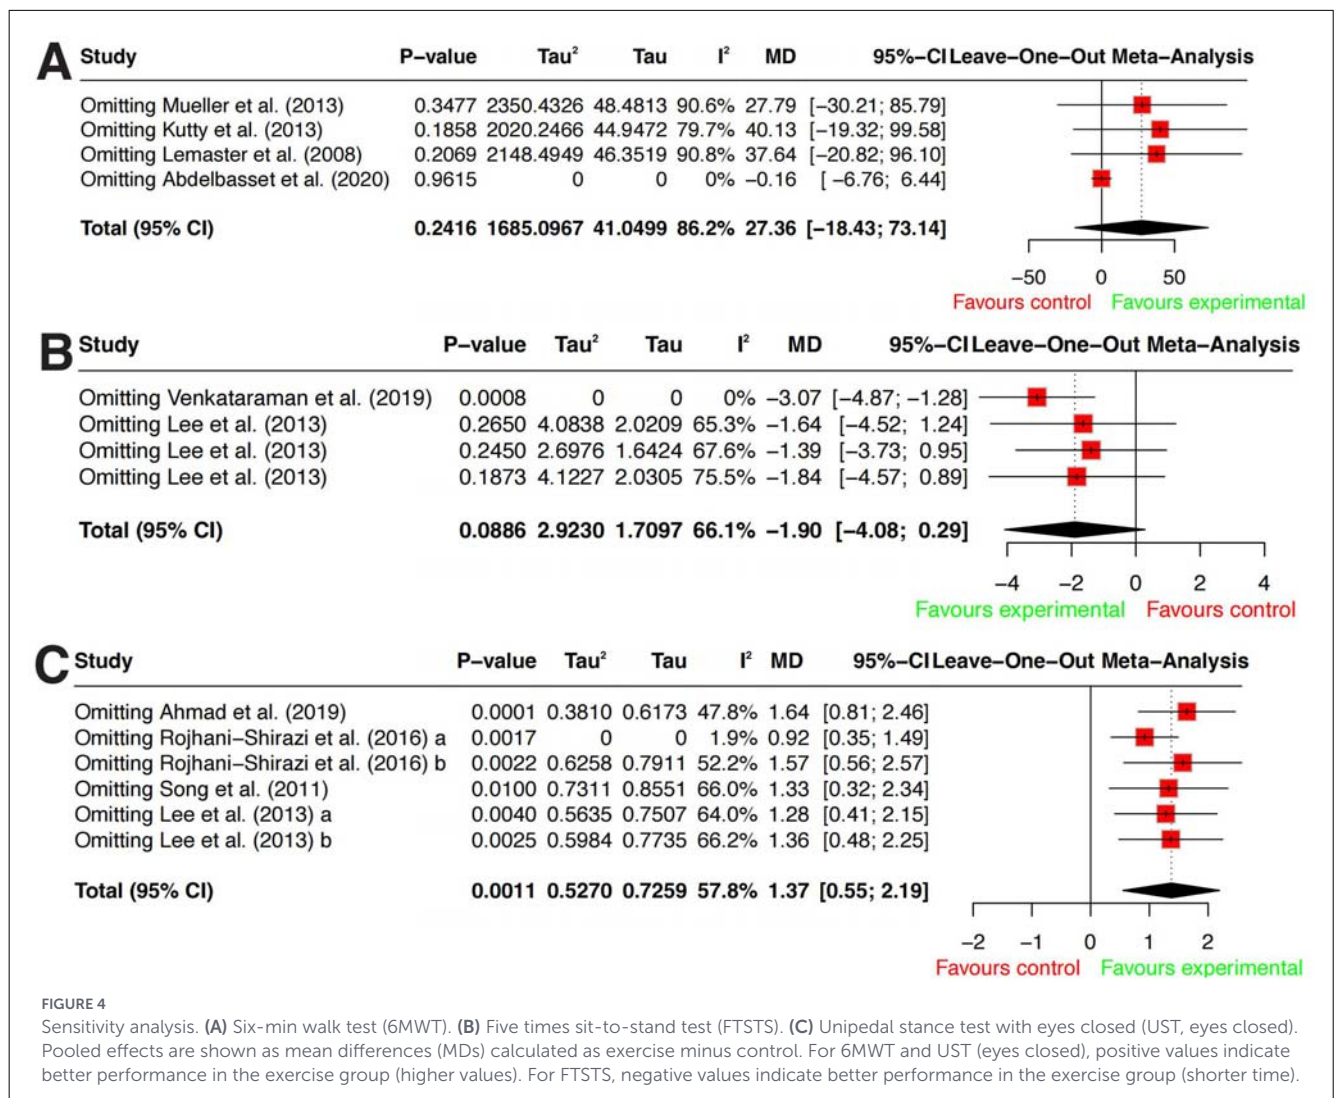 A Study P−value Tau² Tau I² MD 95%−CI Leave−One−Out Meta−Analysis
Omitting Mueller et al. (2013) 0.3477 2350.4326 48.4813 90.6% 27.79 [−30.21; 85.79]
Omitting Kutty et al. (2013) 0.1858 2020.2466 44.9472 79.7% 40.13 [−19.32; 99.58]
Omitting Lemaster et al. (2008) 0.2069 2148.4949 46.3519 90.8% 37.64 [−20.82; 96.10]
Omitting Abdelbasset et al. (2020) 0.9615 0 0 0% −0.16 [ −6.76; 6.44]
Total (95% CI) 0.2416 1685.0967 41.0499 86.2% 27.36 [−18.43; 73.14]
−50 0 50
Favours control Favours experimental
B Study P−value Tau² Tau I² MD 95%−CI Leave−One−Out Meta−Analysis
Omitting Venkataraman et al. (2019) 0.0008 0 0 0% −3.07 [−4.87; −1.28]
Omitting Lee et al. (2013) 0.2650 4.0838 2.0209 65.3% −1.64 [−4.52; 1.24]
Omitting Lee et al. (2013) 0.2450 2.6976 1.6424 67.6% −1.39 [−3.73; 0.95]
Omitting Lee et al. (2013) 0.1873 4.1227 2.0305 75.5% −1.84 [−4.57; 0.89]
Total (95% CI) 0.0886 2.9230 1.7097 66.1% −1.90 [−4.08; 0.29]
−4 −2 0 2 4
Favours experimental Favours control
C Study P−value Tau² Tau I² MD 95%−CI Leave−One−Out Meta−Analysis
Omitting Ahmad et al. (2019) 0.0001 0.3810 0.6173 47.8% 1.64 [0.81; 2.46]
Omitting Rojhani−Shirazi et al. (2016) a 0.0017 0 0 1.9% 0.92 [0.35; 1.49]
Omitting Rojhani−Shirazi et al. (2016) b 0.0022 0.6258 0.7911 52.2% 1.57 [0.56; 2.57]
Omitting Song et al. (2011) 0.0100 0.7311 0.8551 66.0% 1.33 [0.32; 2.34]
Omitting Lee et al. (2013) a 0.0040 0.5635 0.7507 64.0% 1.28 [0.41; 2.15]
Omitting Lee et al. (2013) b 0.0025 0.5984 0.7735 66.2% 1.36 [0.48; 2.25]
Total (95% CI) 0.0011 0.5270 0.7259 57.8% 1.37 [0.55; 2.19]
−2 −1 0 1 2
Favours control Favours experimental
FIGURE 4
Sensitivity analysis. (A) Six-min walk test (6MWT). (B) Five times sit-to-stand test (FTSTS). (C) Unipedal stance test with eyes closed (UST, eyes closed).
Pooled effects are shown as mean differences (MDs) calculated as exercise minus control. For 6MWT and UST (eyes closed), positive values indicate
better performance in the exercise group (higher values). For FTSTS, negative values indicate better performance in the exercise group (shorter time).